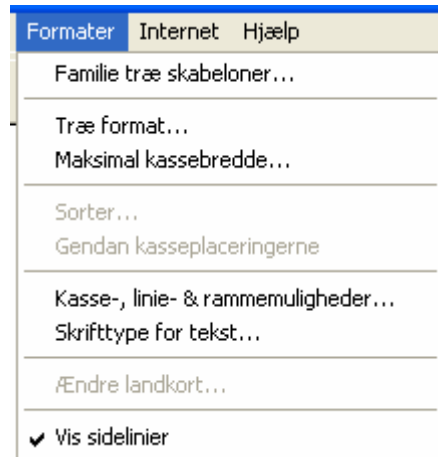 Formater Internet Hjælp
Familie træ skabeloner...
Træ format...
Maksimal kassebredde...
Sorter...
Gendan kasseplaceringerne
Kasse-, linie- & rammemuligheder...
Skrifttype for tekst...
Ændre landkort...
Vis sidelinier